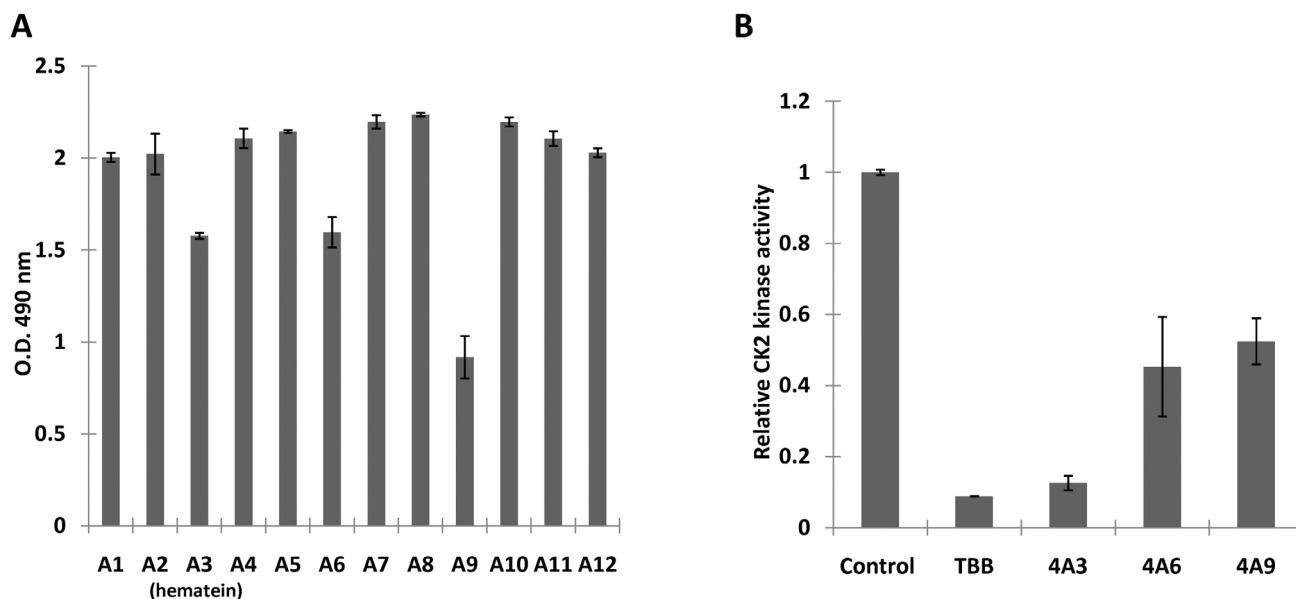 A
O.D. 490 nm
2.5
2
1.5
1
0.5
0
A1 A2 A3 A4 A5 A6 A7 A8 A9 A10 A11 A12
(hematein)
B
Relative CK2 kinase activity
1.2
1
0.8
0.6
0.4
0.2
0
Control TBB 4A3 4A6 4A9